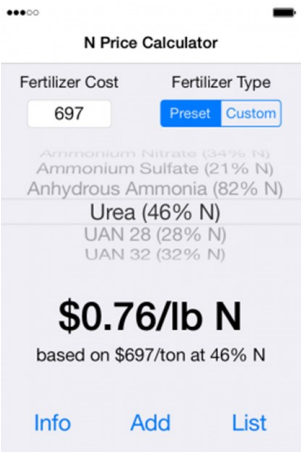 N Price Calculator
Fertilizer Cost Fertilizer Type
697 Preset Custom
Ammonium Nitrate (34% N)
Ammonium Sulfate (21% N)
Anhydrous Ammonia (82% N)
Urea (46% N)
UAN 28 (28% N)
UAN 32 (32% N)
$0.76/lb N
based on $697/ton at 46% N
Info Add List